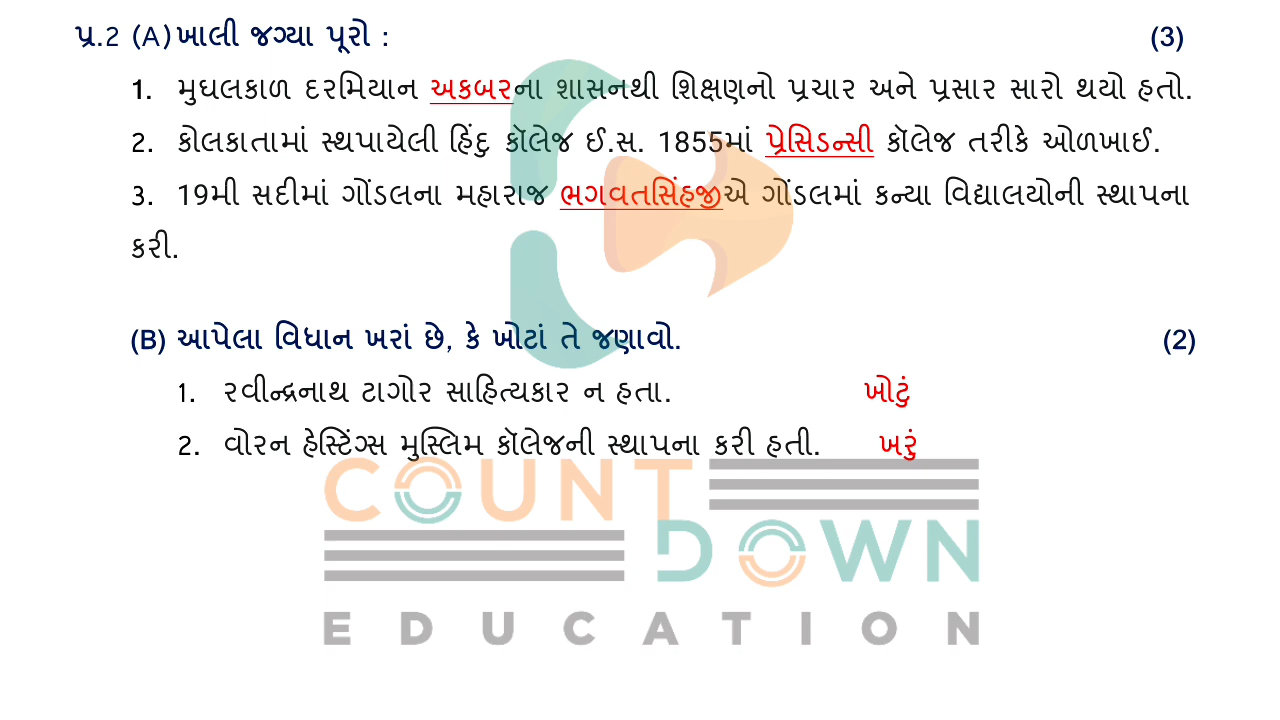 પ્ર.2 (A) ખાલી જગ્યા પૂરો : (3)
1. મુઘલકાળ દરમિયાન અકબરના શાસનથી શિક્ષણનો પ્રચાર અને પ્રસાર સારો થયો હતો.
2. કોલકાતામાં સ્થપાયેલી હિંદુ કૉલેજ ઈ.સ. 1855માં પ્રેસિડન્સી કૉલેજ તરીકે ઓળખાઈ.
3. 19મી સદીમાં ગોંડલના મહારાજ ભગવતસિંહજીએ ગોંડલમાં કન્યા વિદ્યાલયોની સ્થાપના
કરી.
(B) આપેલા વિધાન ખરાં છે, કે ખોટાં તે જણાવો. (2)
1. રવીન્દ્રનાથ ટાગોર સાહિત્યકાર ન હતા. ખોટું
2. વોરન હેસ્ટિંગ્સ મુસ્લિમ કૉલેજની સ્થાપના કરી હતી. ખરું
COUNT
DOWN
EDUCATION